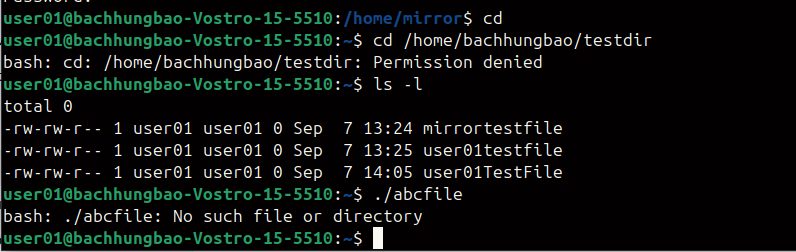 user01@bachhungbao-Vostro-15-5510:/home/mirror$ cd
user01@bachhungbao-Vostro-15-5510:~$ cd /home/bachhungbao/testdir
bash: cd: /home/bachhungbao/testdir: Permission denied
user01@bachhungbao-Vostro-15-5510:~$ ls -l
total 0
-rw-rw-r-- 1 user01 user01 0 Sep  7 13:24 mirrortestfile
-rw-rw-r-- 1 user01 user01 0 Sep  7 13:25 user01testfile
-rw-rw-r-- 1 user01 user01 0 Sep  7 14:05 user01TestFile
user01@bachhungbao-Vostro-15-5510:~$ ./abcfile
bash: ./abcfile: No such file or directory
user01@bachhungbao-Vostro-15-5510:~$